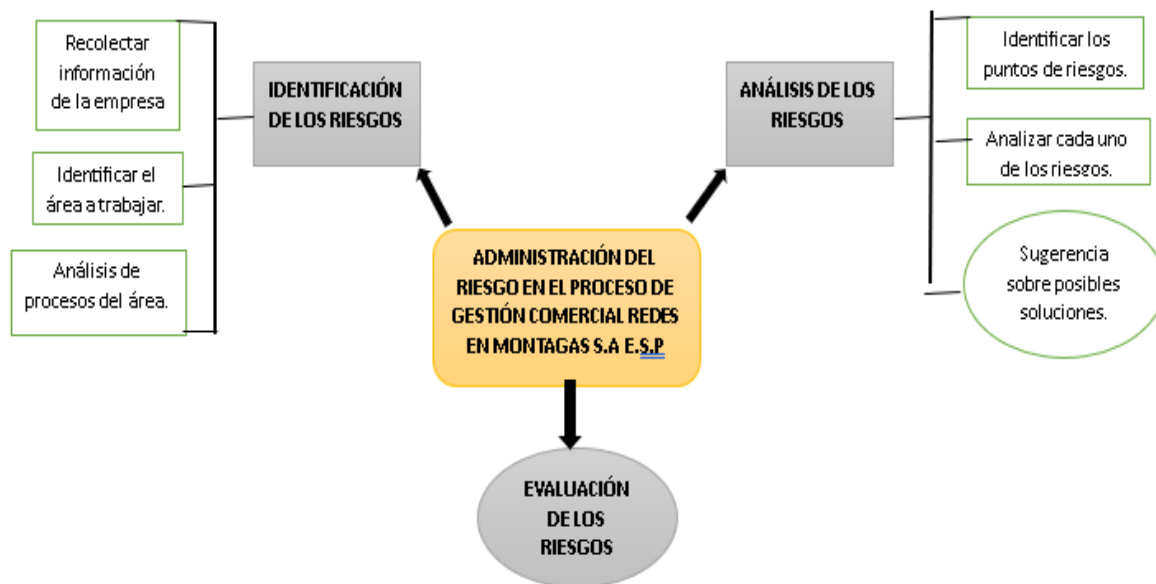 Recolectar
información
de la empresa
Identificar el
área a trabajar.
Análisis de
procesos del área.
IDENTIFICACIÓN
DE LOS RIESGOS
ANÁLISIS DE LOS
RIESGOS
Identificar los
puntos de riesgos.
Analizar cada uno
de los riesgos.
Sugerencia
sobre posibles
soluciones.
ADMINISTRACIÓN DEL
RIESGO EN EL PROCESO DE
GESTIÓN COMERCIAL REDES
EN MONTAGAS S.A E.S.P
EVALUACIÓN
DE LOS
RIESGOS